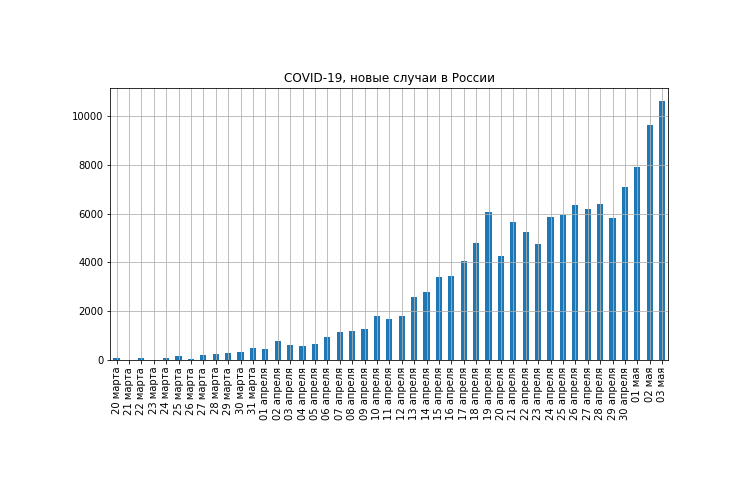 COVID-19, новые случаи в России
10000
8000
6000
4000
2000
0
20 марта
21 марта
22 марта
23 марта
24 марта
25 марта
26 марта
27 марта
28 марта
29 марта
30 марта
31 марта
01 апреля
02 апреля
03 апреля
04 апреля
05 апреля
06 апреля
07 апреля
08 апреля
09 апреля
10 апреля
11 апреля
12 апреля
13 апреля
14 апреля
15 апреля
16 апреля
17 апреля
18 апреля
19 апреля
20 апреля
21 апреля
22 апреля
23 апреля
24 апреля
25 апреля
26 апреля
27 апреля
28 апреля
29 апреля
30 апреля
01 мая
02 мая
03 мая